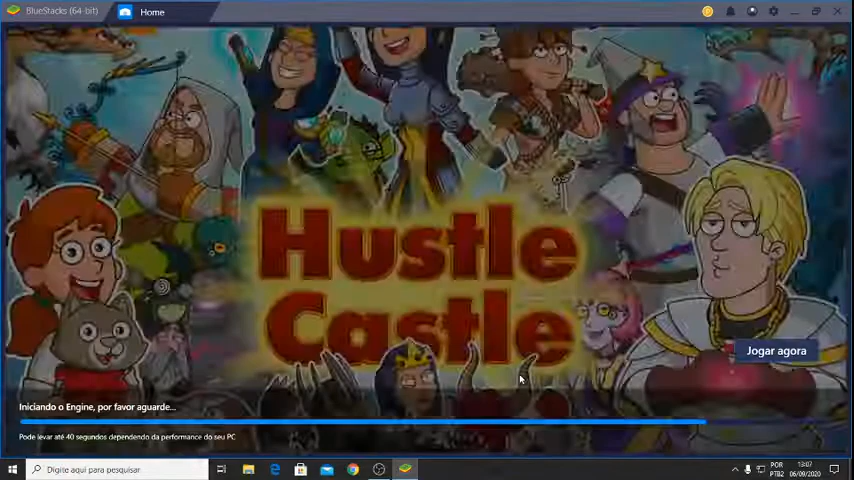 BlueStacks (64-bit)
Home
Hustle
Castle
Jogar agora
Iniciando o Engine, por favor aguarde...
Pode levar até 40 segundos dependendo da performance do seu PC
Digite aqui para pesquisar
POR
PTB2
13:07
06/09/2020